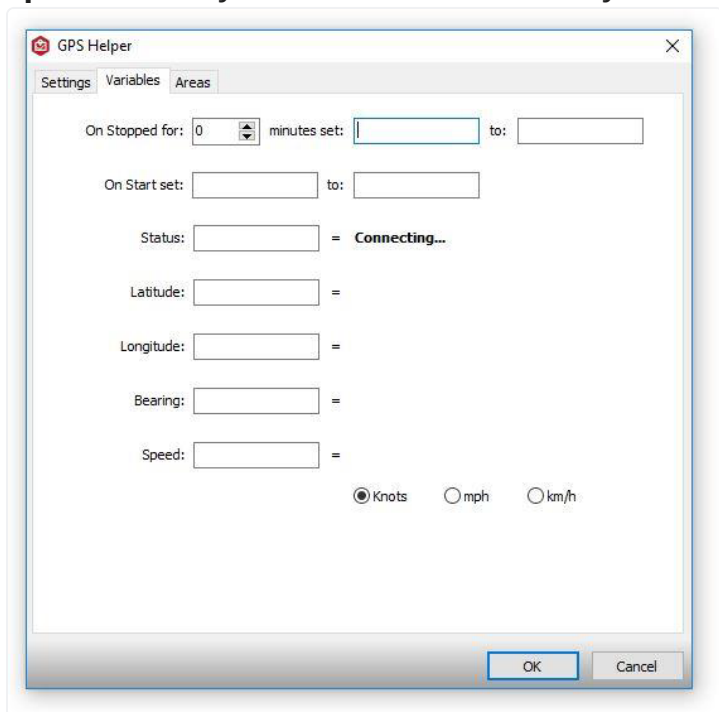 GPS Helper
Settings Variables Areas
On Stopped for: 0 minutes set: to:
On Start set: to:
Status: = Connecting...
Latitude: =
Longitude: =
Bearing: =
Speed: =
Knots mph km/h
OK Cancel